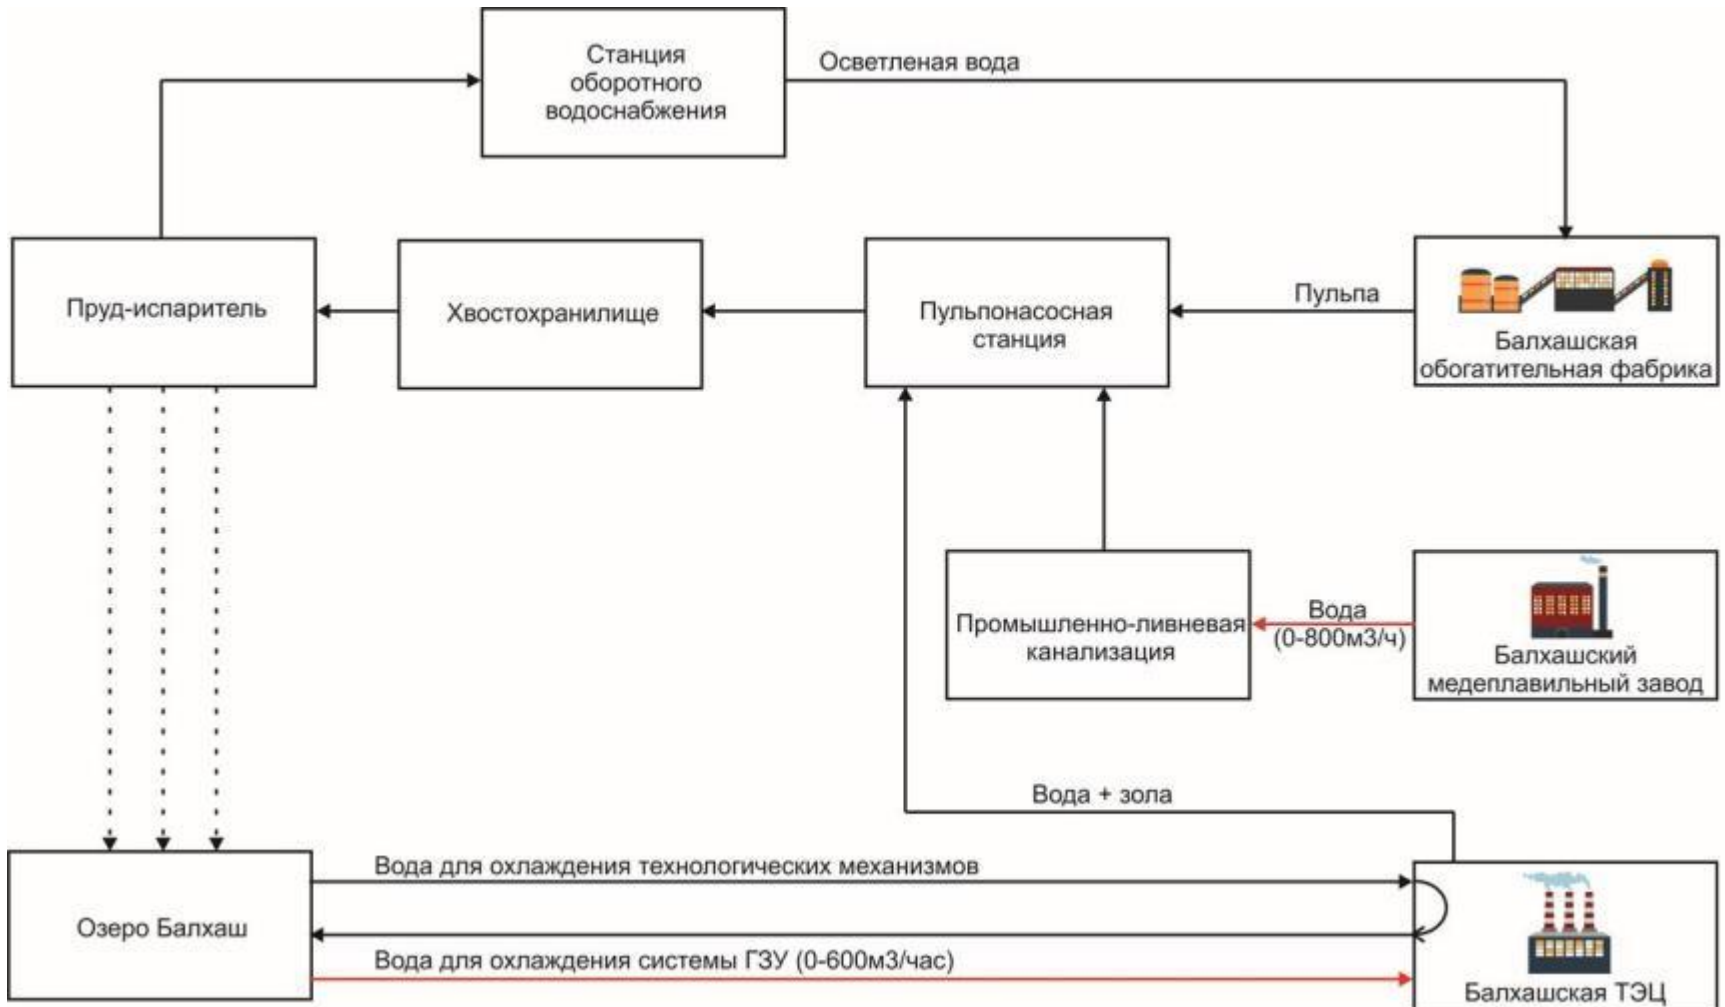 Станция
оборотного
водоснабжения
Осветленая вода
Пруд-испаритель
Хвостохранилище
Пульпонасосная
станция
Пульпа
Балхашская
обогатительная фабрика
Промышленно-ливневая
канализация
Вода
(0-800м3/ч)
Балхашский
медеплавильный завод
Вода + зола
Озеро Балхаш
Вода для охлаждения технологических механизмов
Вода для охлаждения системы ГЗУ (0-600м3/час)
Балхашская ТЭЦ